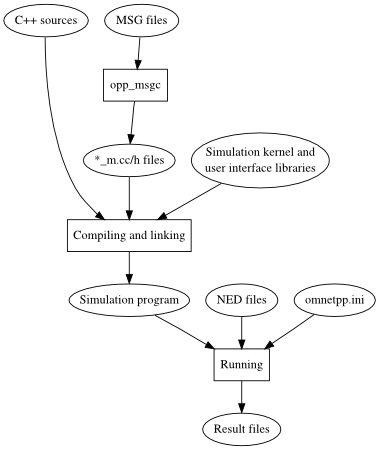 C++ sources
MSG files
opp_msgc
*_m.cc/h files
Simulation kernel and
user interface libraries
Compiling and linking
Simulation program
NED files
omnetpp.ini
Running
Result files